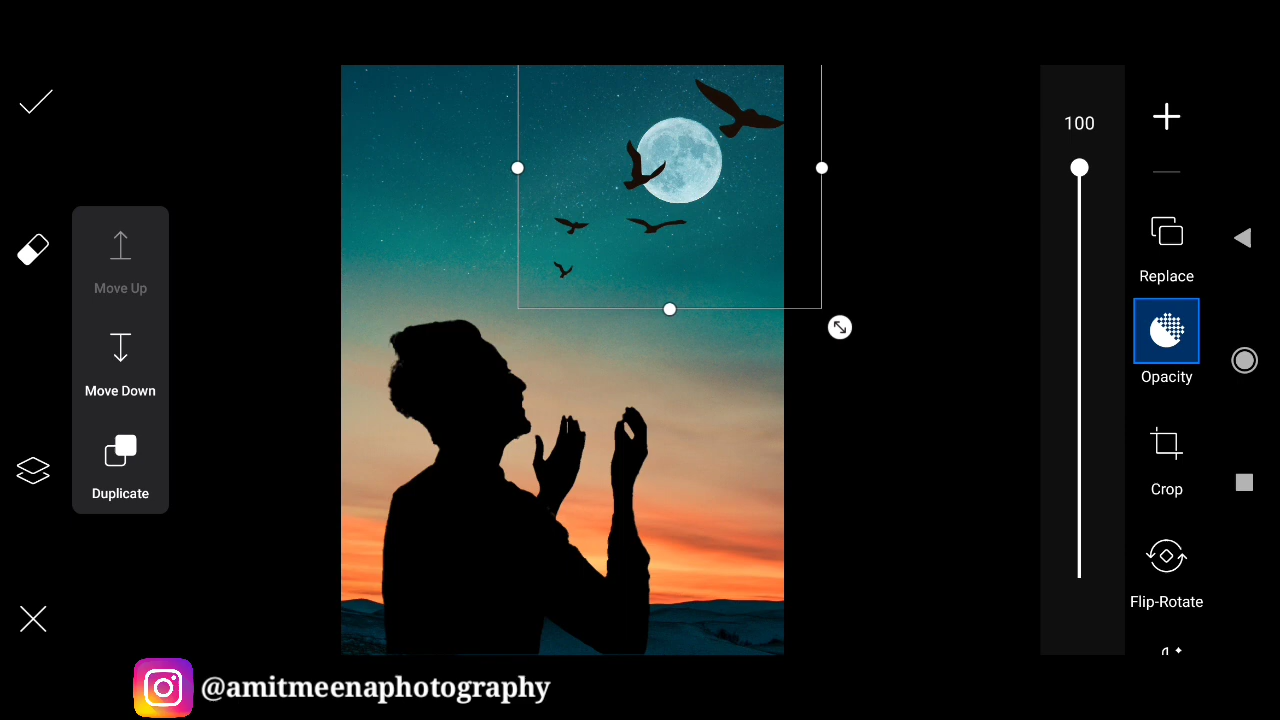 100
Replace
Opacity
Crop
Flip-Rotate
Move Up
Move Down
Duplicate
@amitmeenaphotography